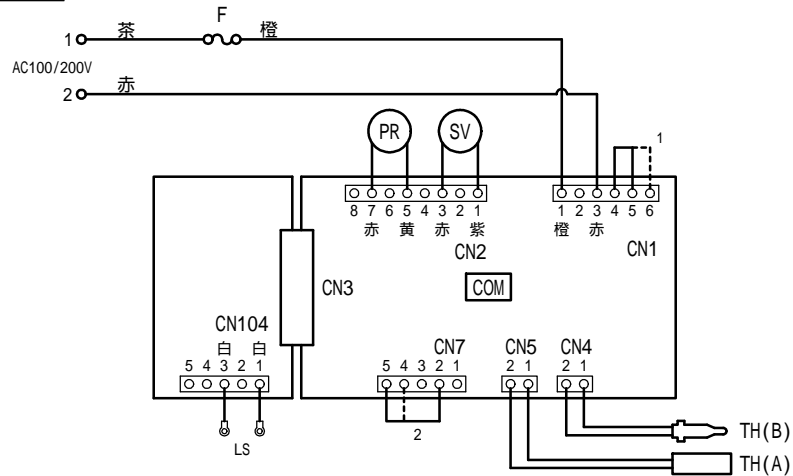 F
1 茶 橙
AC100/200V
2 赤
PR SV
1
8 7 6 5 4 3 2 1
赤 黄 赤 紫
CN2
1 2 3 4 5 6
橙 赤
CN1
CN3
COM
CN104
白 白
5 4 3 2 1
LS
CN7
5 4 3 2 1
2
CN5
2 1
CN4
2 1
TH(B)
TH(A)